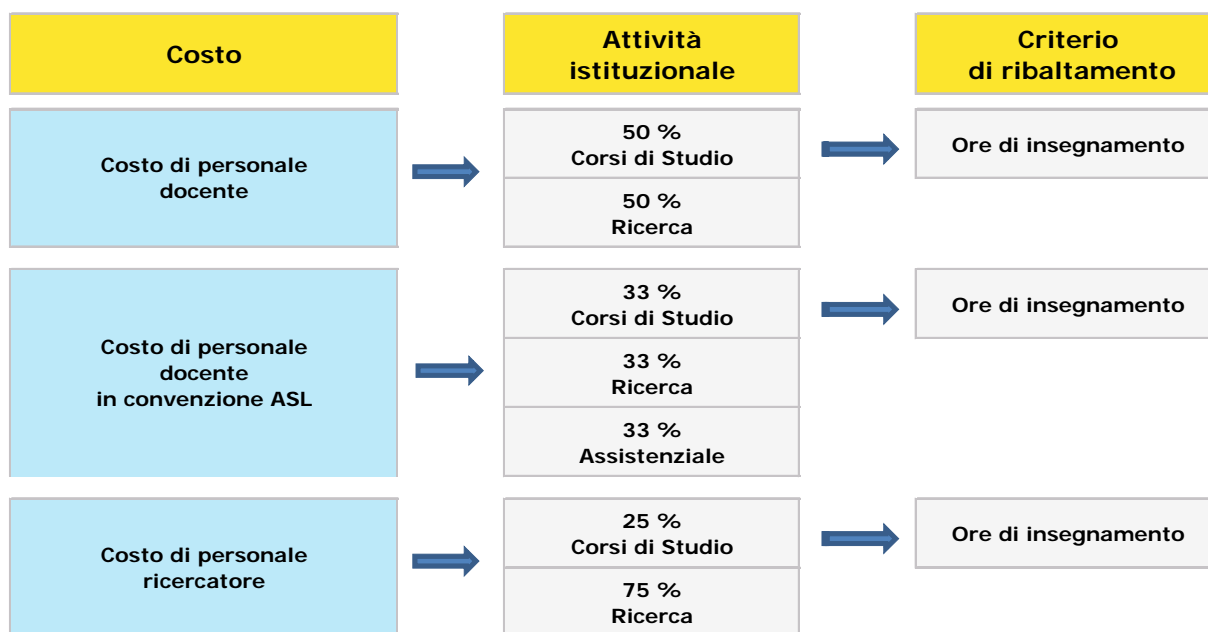 Costo
Attività
istituzionale
Criterio
di ribaltamento
Costo di personale
docente
50 %
Corsi di Studio
50 %
Ricerca
Ore di insegnamento
Costo di personale
docente
in convenzione ASL
33 %
Corsi di Studio
33 %
Ricerca
33 %
Assistenziale
Ore di insegnamento
Costo di personale
ricercatore
25 %
Corsi di Studio
75 %
Ricerca
Ore di insegnamento